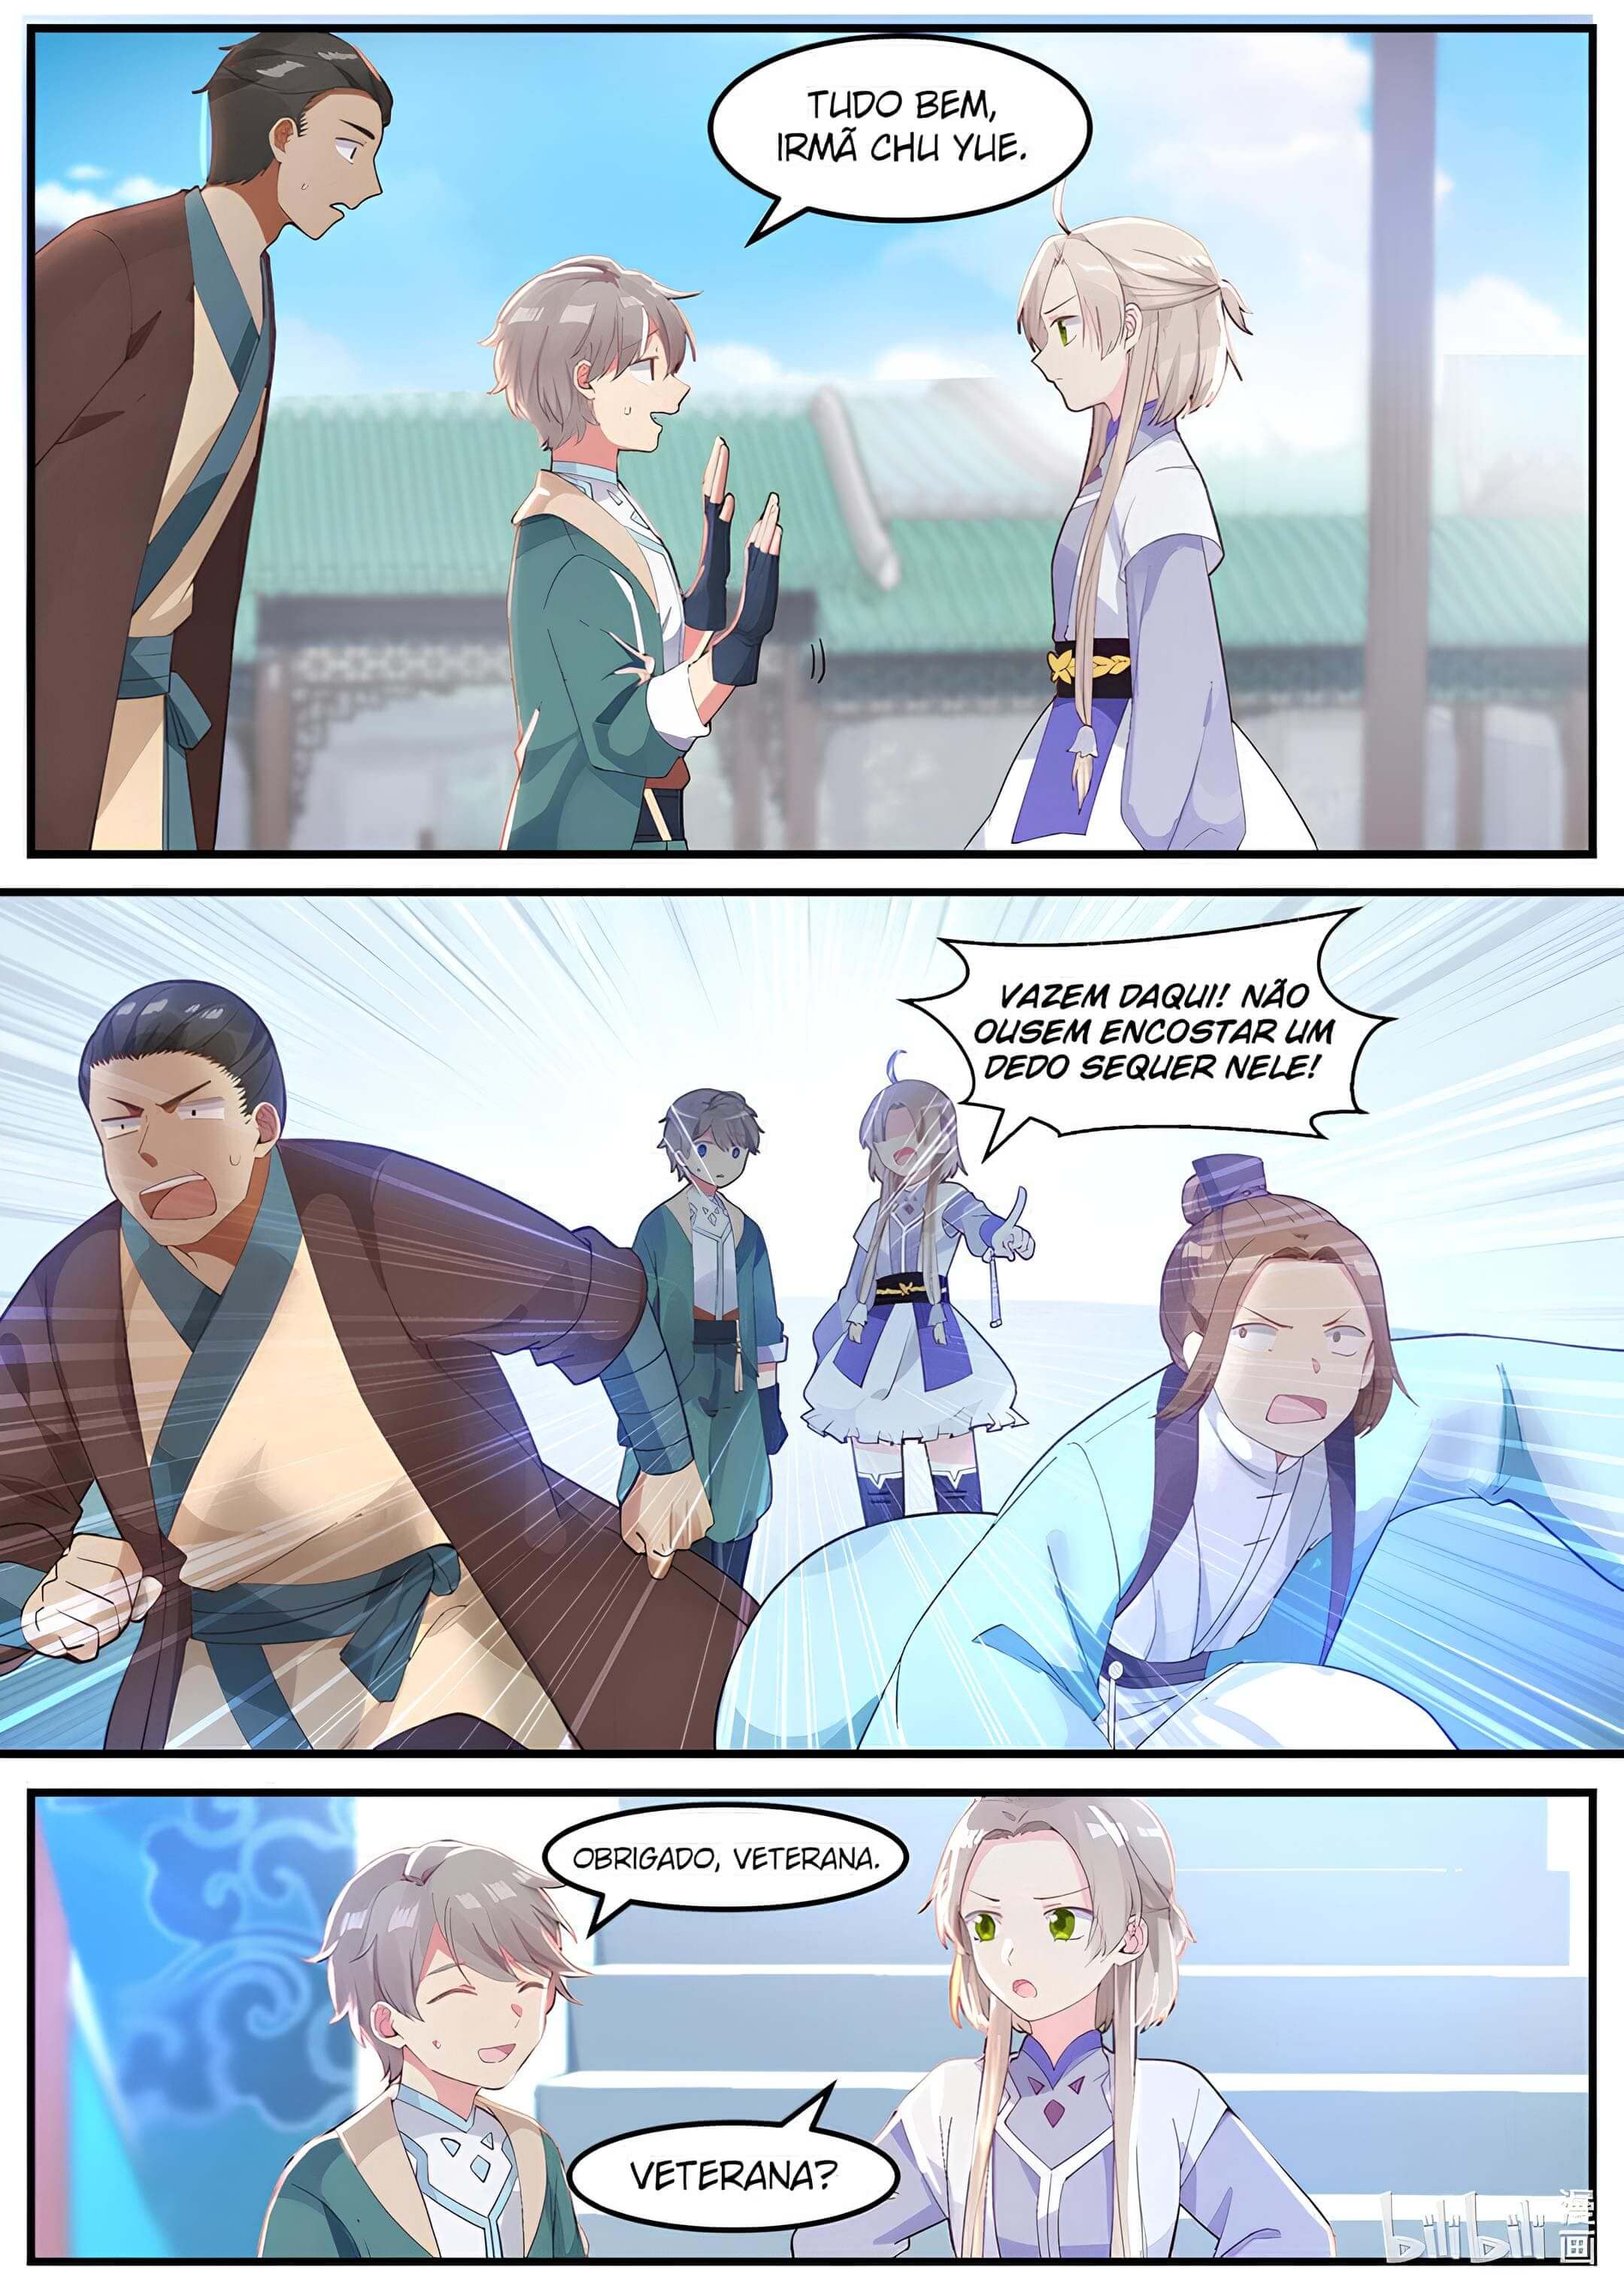 TUDO BEM,
IRMÃ CHU YUE.
VAZEM DAQUI! NÃO
OUSEM ENCOSTAR UM
DEDO SEQUER NELE!
OBRIGADO, VETERANA.
VETERANA?
bilibili 漫画